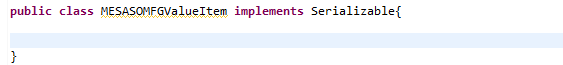 public class MESASOMFGValueItem implements Serializable{
}